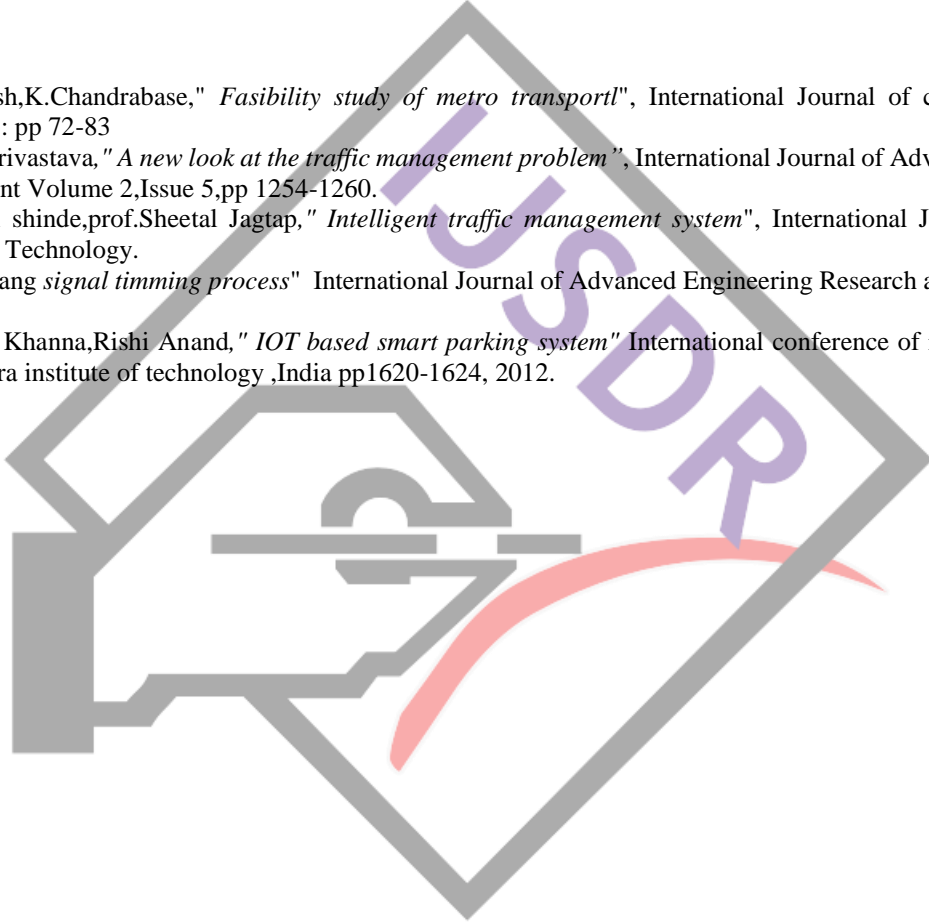 sh,K.Chandrabase," Fasibility study of metro transportl", International Journal of c
: pp 72-83
rivastava," A new look at the traffic management problem”, International Journal of Adv
nt Volume 2,Issue 5,pp 1254-1260.
shinde,prof.Sheetal Jagtap," Intelligent traffic management system", International J
Technology.
ang signal timming process" International Journal of Advanced Engineering Research a
Khanna,Rishi Anand," IOT based smart parking system" International conference of
ra institute of technology ,India pp1620-1624, 2012.
IJSDR